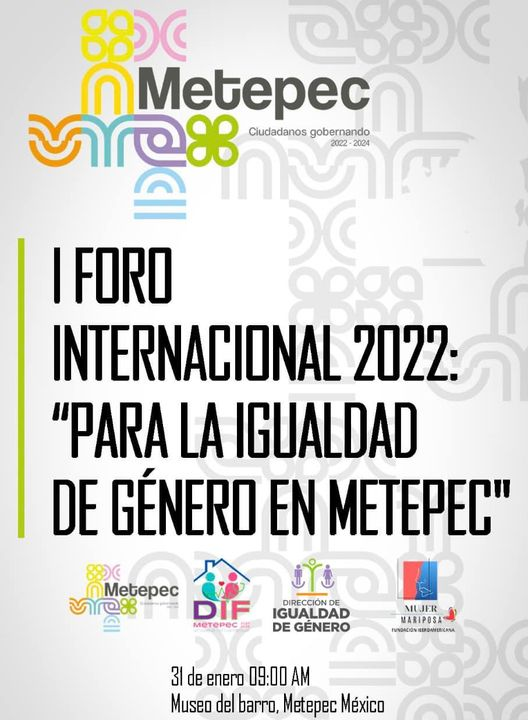 Metepec
Ciudadanos gobernando
2022 - 2024
I FORO
INTERNACIONAL 2022:
“PARA LA IGUALDAD
DE GÉNERO EN METEPEC"
Metepec
Ciudadanos gobernando
DIF
METEPEC
DIRECCIÓN DE
IGUALDAD
DE GÉNERO
MUJER
MARIPOSA
FUNDACIÓN IBEROAMERICANA
31 de enero 09:00 AM
Museo del barro, Metepec México